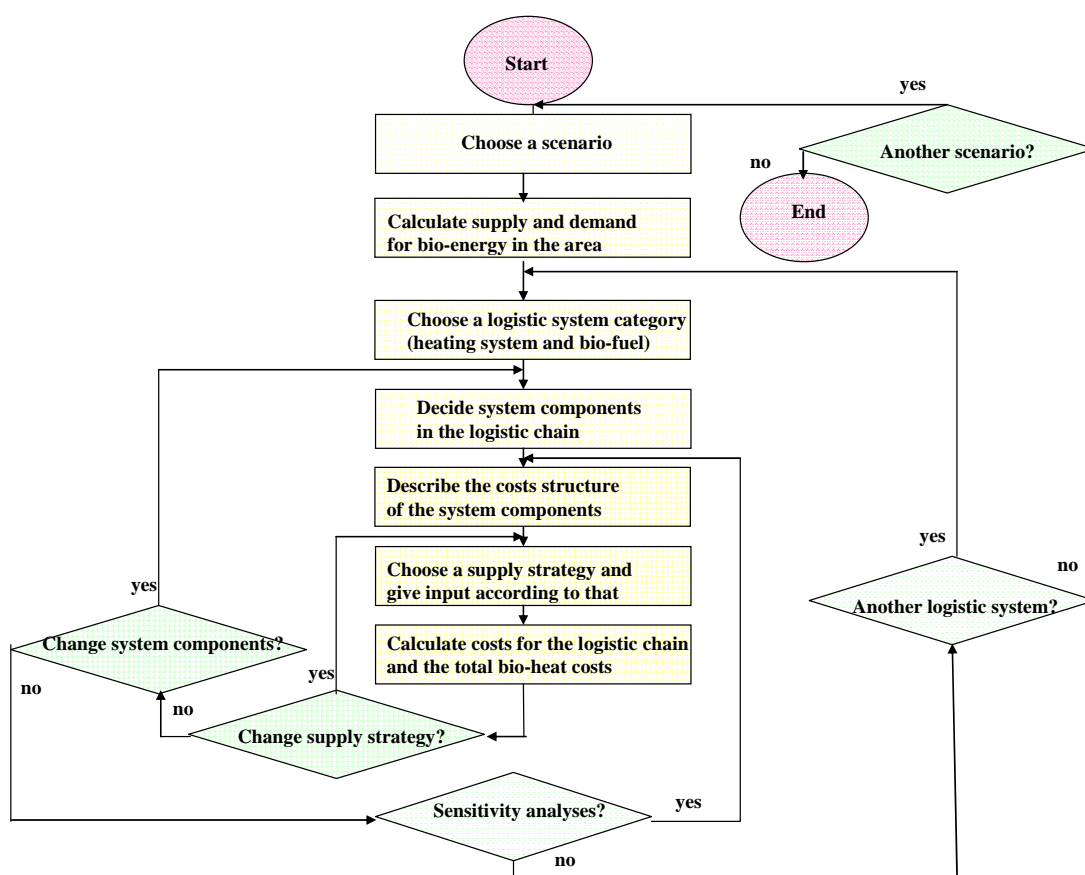 Start
yes
Choose a scenario
Another scenario?
no
End
Calculate supply and demand
for bio-energy in the area
Choose a logistic system category
(heating system and bio-fuel)
Decide system components
in the logistic chain
Describe the costs structure
of the system components
yes
no
Choose a supply strategy and
give input according to that
yes
Another logistic system?
Change system components?
Calculate costs for the logistic chain
and the total bio-heat costs
no
yes
no
Change supply strategy?
Sensitivity analyses?
yes
no